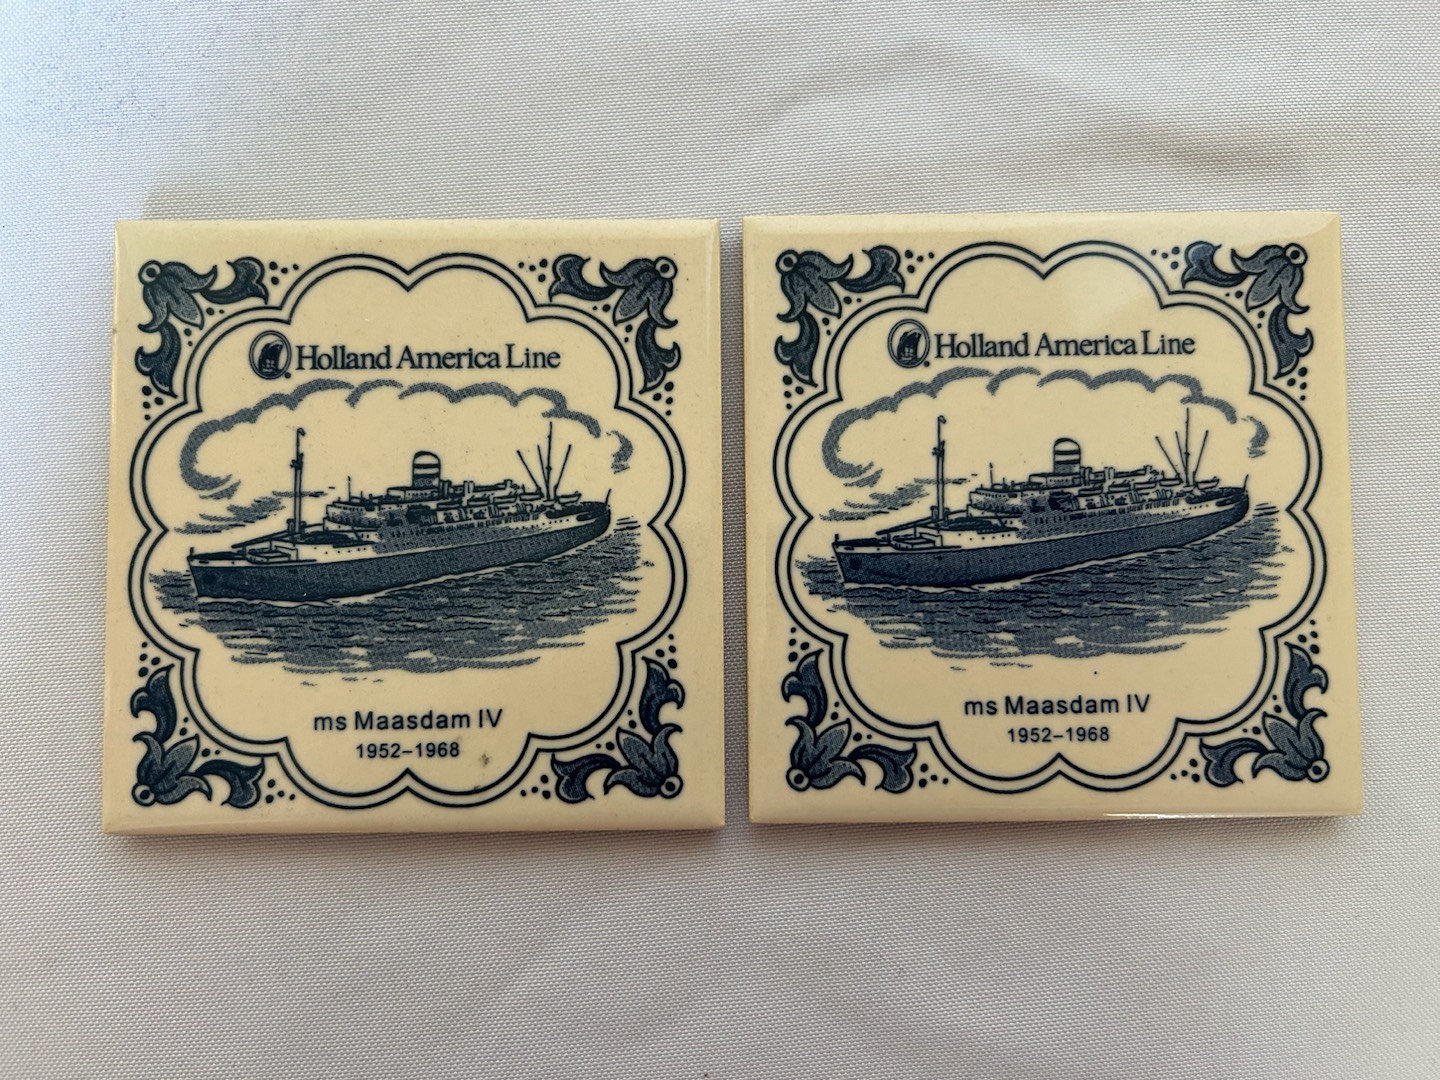 Holland America Line
ms Maasdam IV
1952–1968
Holland America Line
ms Maasdam IV
1952–1968